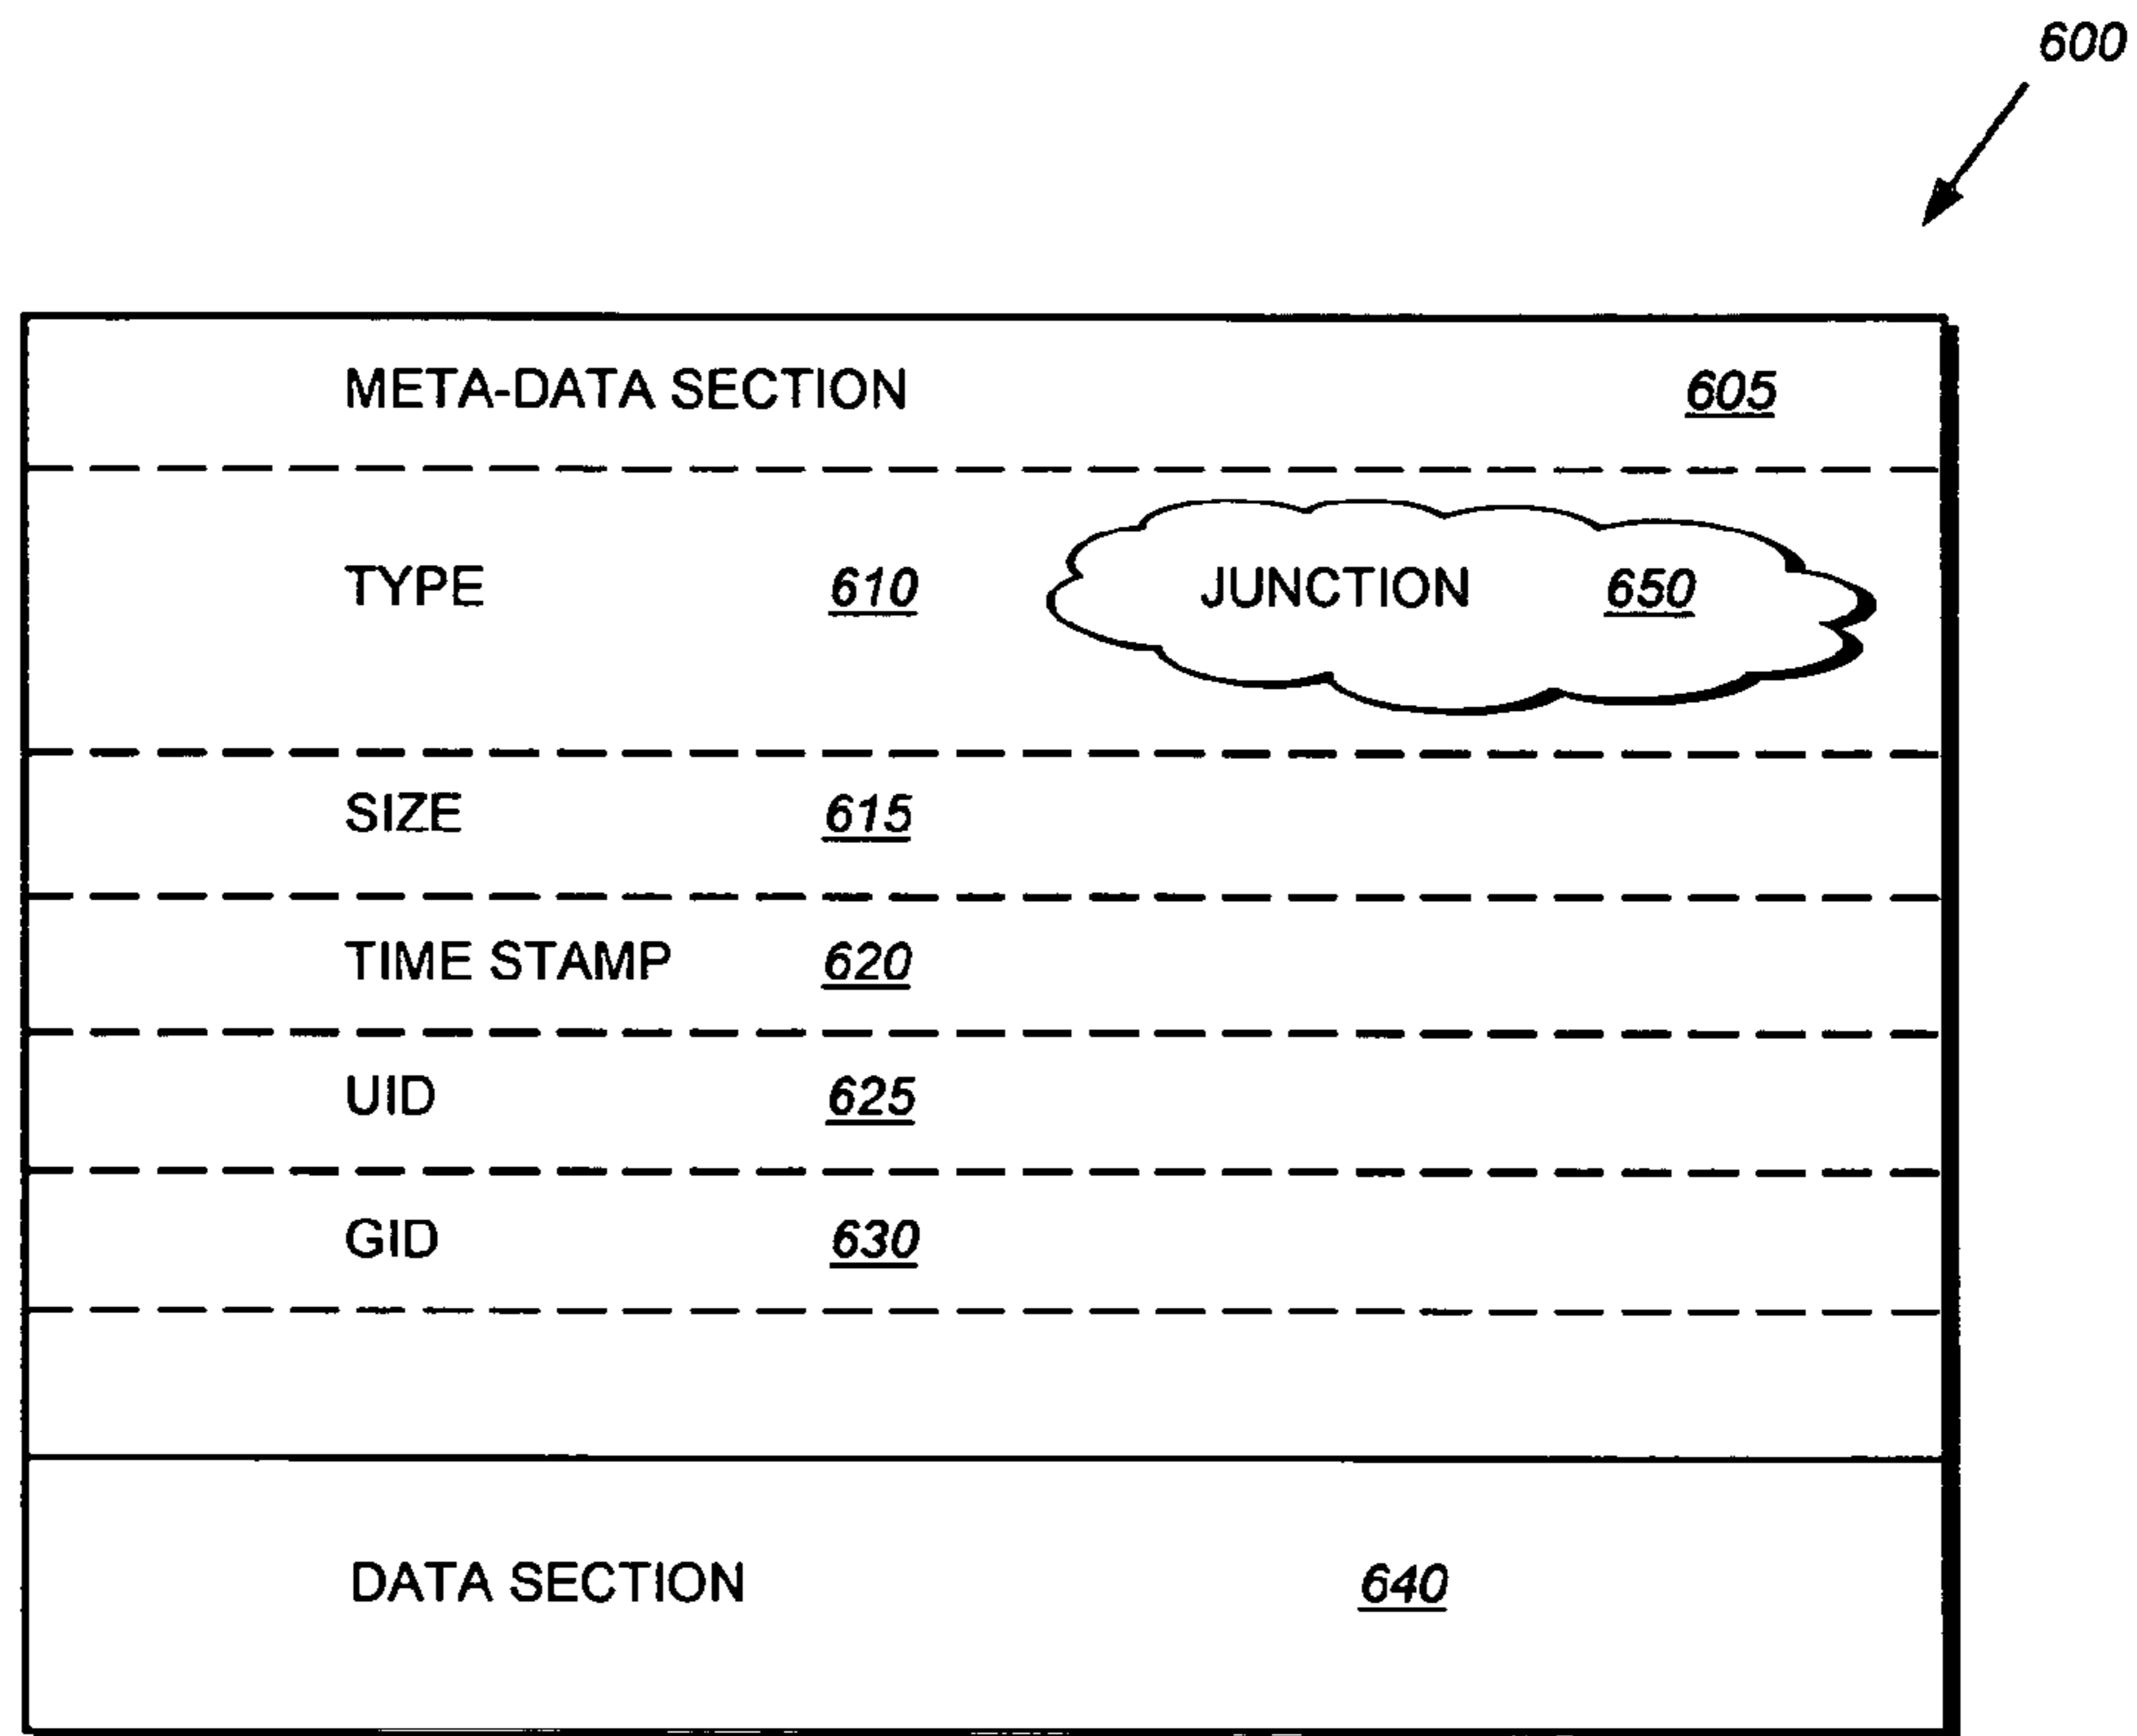 600
META-DATA SECTION 605
TYPE 610 JUNCTION 650
SIZE 615
TIME STAMP 620
UID 625
GID 630
DATA SECTION 640